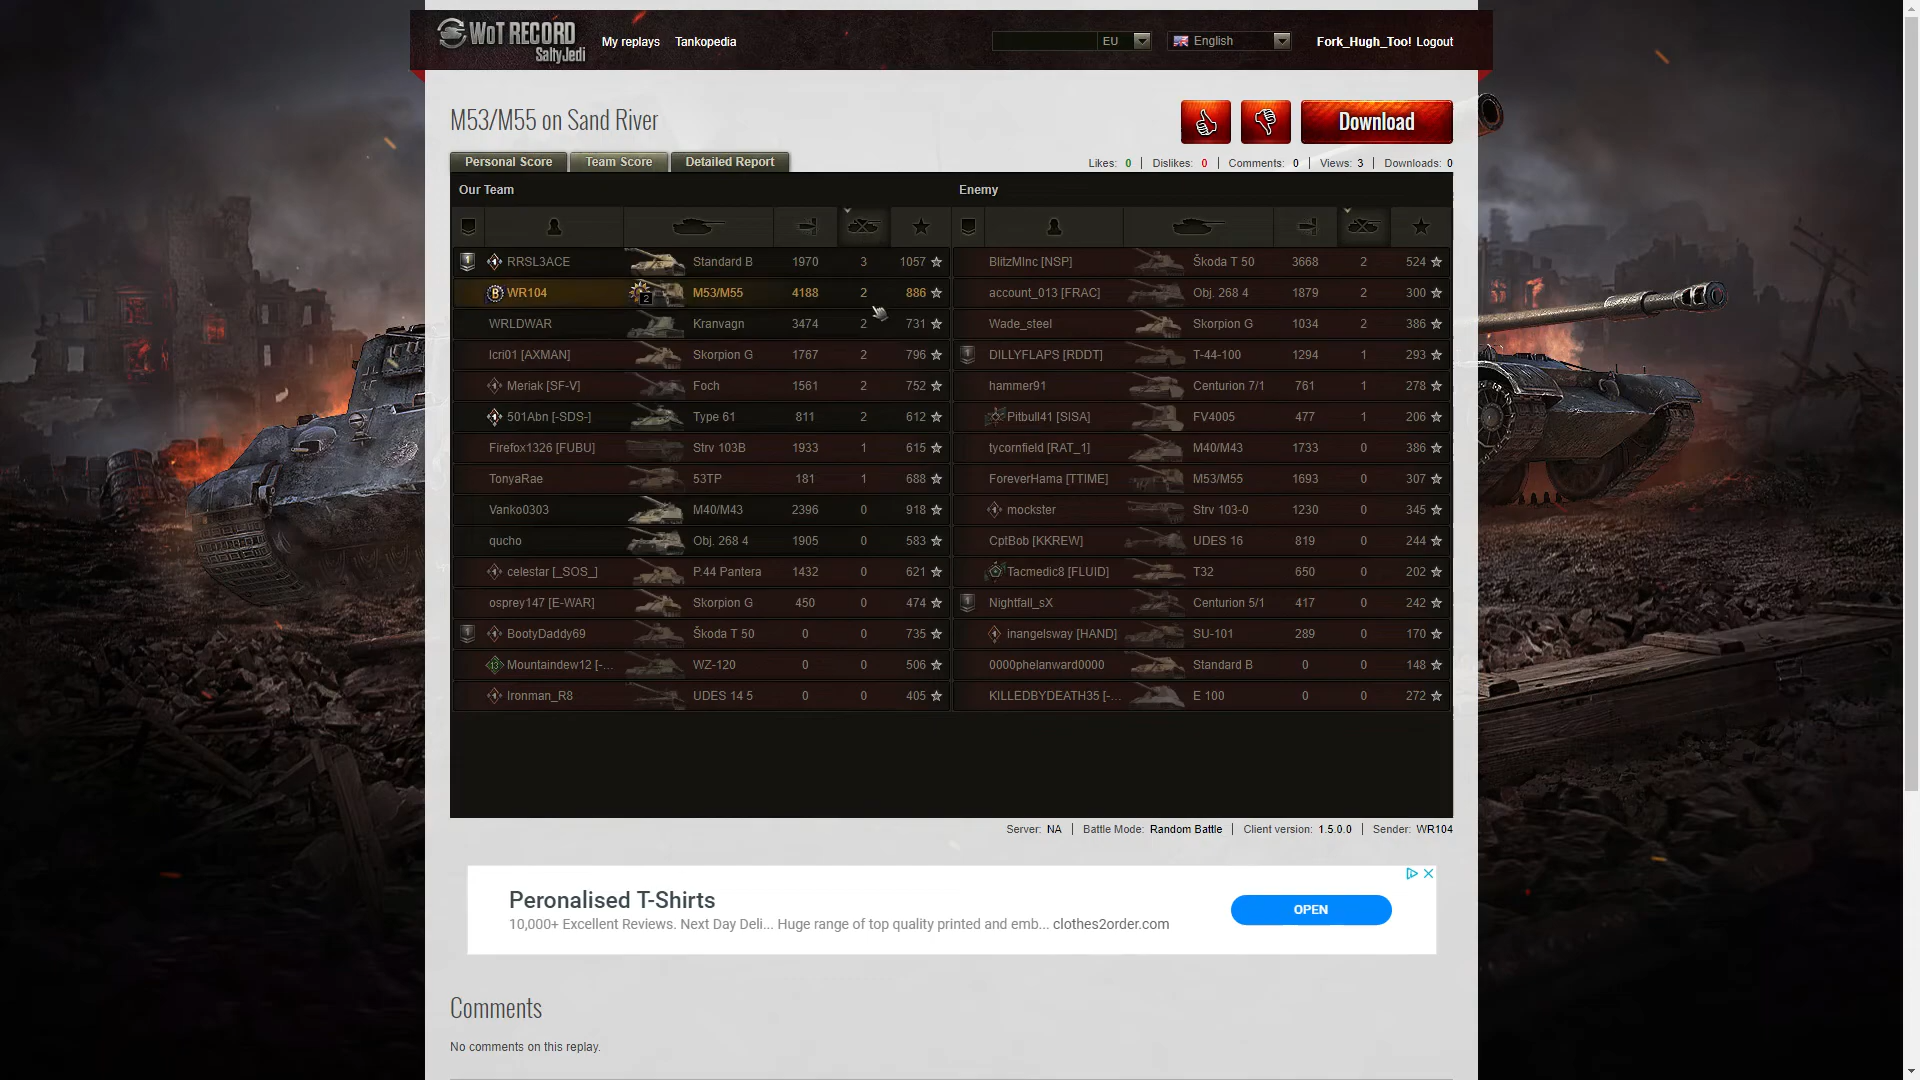 WoT RECORD
SaltyJedi
My replays Tankopedia
EU English Fork_Hugh_Too! Logout
M53/M55 on Sand River
Download
Personal Score Team Score Detailed Report
Likes: 0 | Dislikes: 0 | Comments: 0 | Views: 3 | Downloads: 0
Our Team Enemy
1 1 RRSL3ACE Standard B 1970 3 1057 BlitzMInc [NSP] Škoda T 50 3668 2 524
B WR104 2 M53/M55 4188 2 886 account_013 [FRAC] Obj. 268 4 1879 2 300
WRLDWAR Kranvagn 3474 2 731 Wade_steel Skorpion G 1034 2 386
lcri01 [AXMAN] Skorpion G 1767 2 796 1 DILLYFLAPS [RDDT] T-44-100 1294 1 293
Meriak [SF-V] Foch 1561 2 752 hammer91 Centurion 7/1 761 1 278
1 501Abn [-SDS-] Type 61 811 2 612 Pitbull41 [SISA] FV4005 477 1 206
Firefox1326 [FUBU] Strv 103B 1933 1 615 tycornfield [RAT_1] M40/M43 1733 0 386
TonyaRae 53TP 181 1 688 ForeverHama [TTIME] M53/M55 1693 0 307
Vanko0303 M40/M43 2396 0 918 mockster Strv 103-0 1230 0 345
qucho Obj. 268 4 1905 0 583 CptBob [KKREW] UDES 16 819 0 244
celestar [_SOS_] P.44 Pantera 1432 0 621 Tacmedic8 [FLUID] T32 650 0 202
osprey147 [E-WAR] Skorpion G 450 0 474 1 Nightfall_sX Centurion 5/1 417 0 242
1 BootyDaddy69 Škoda T 50 0 0 735 inangelsway [HAND] SU-101 289 0 170
13 Mountaindew12 [-... WZ-120 0 0 506 0000phelanward0000 Standard B 0 0 148
Ironman_R8 UDES 14 5 0 0 405 KILLEDBYDEATH35 [-... E 100 0 0 272
Server: NA | Battle Mode: Random Battle | Client version: 1.5.0.0 | Sender: WR104
Peronalised T-Shirts
10,000+ Excellent Reviews. Next Day Deli... Huge range of top quality printed and emb... clothes2order.com
OPEN
Comments
No comments on this replay.